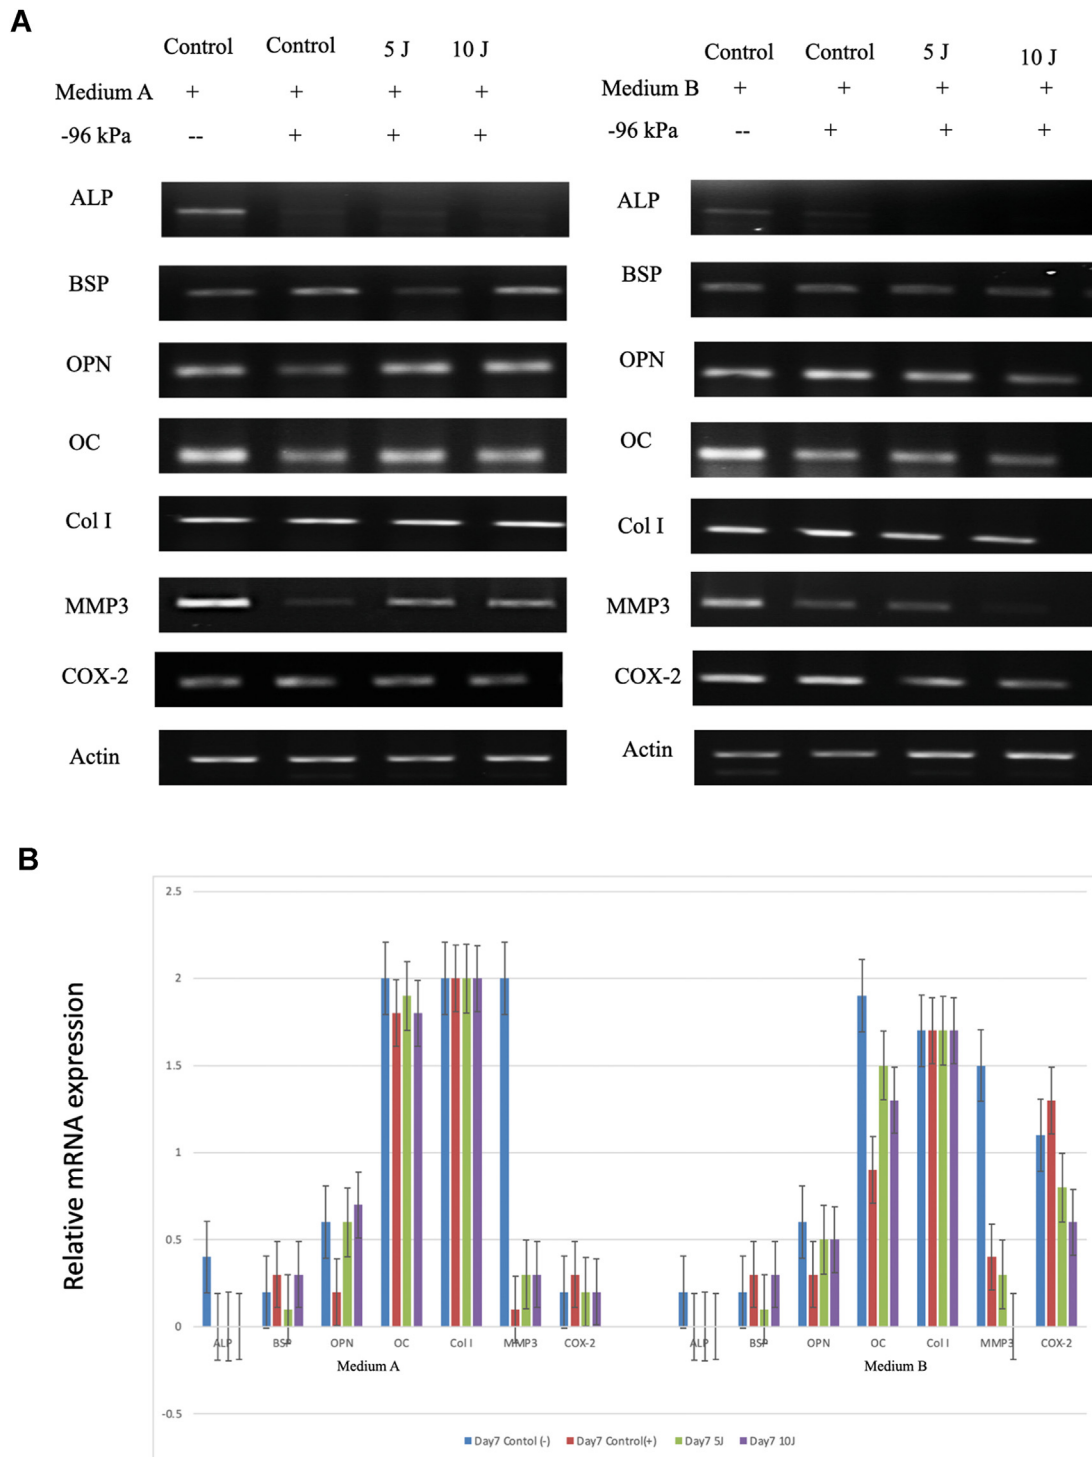 A
Control Control 5 J 10 J
Medium A + + + +
-96 kPa -- + + +
ALP
BSP
OPN
OC
Col I
MMP3
COX-2
Actin
Control Control 5 J 10 J
Medium B + + + +
-96 kPa -- + + +
ALP
BSP
OPN
OC
Col I
MMP3
COX-2
Actin
B
Relative mRNA expression
2.5
2
1.5
1
0.5
0
-0.5
ALP BSP OPN OC Col I MMP3 COX-2 ALP BSP OPN OC Col I MMP3 COX-2
Medium A Medium B
Day7 Contol (-) Day7 Control(+) Day7 5J Day7 10J